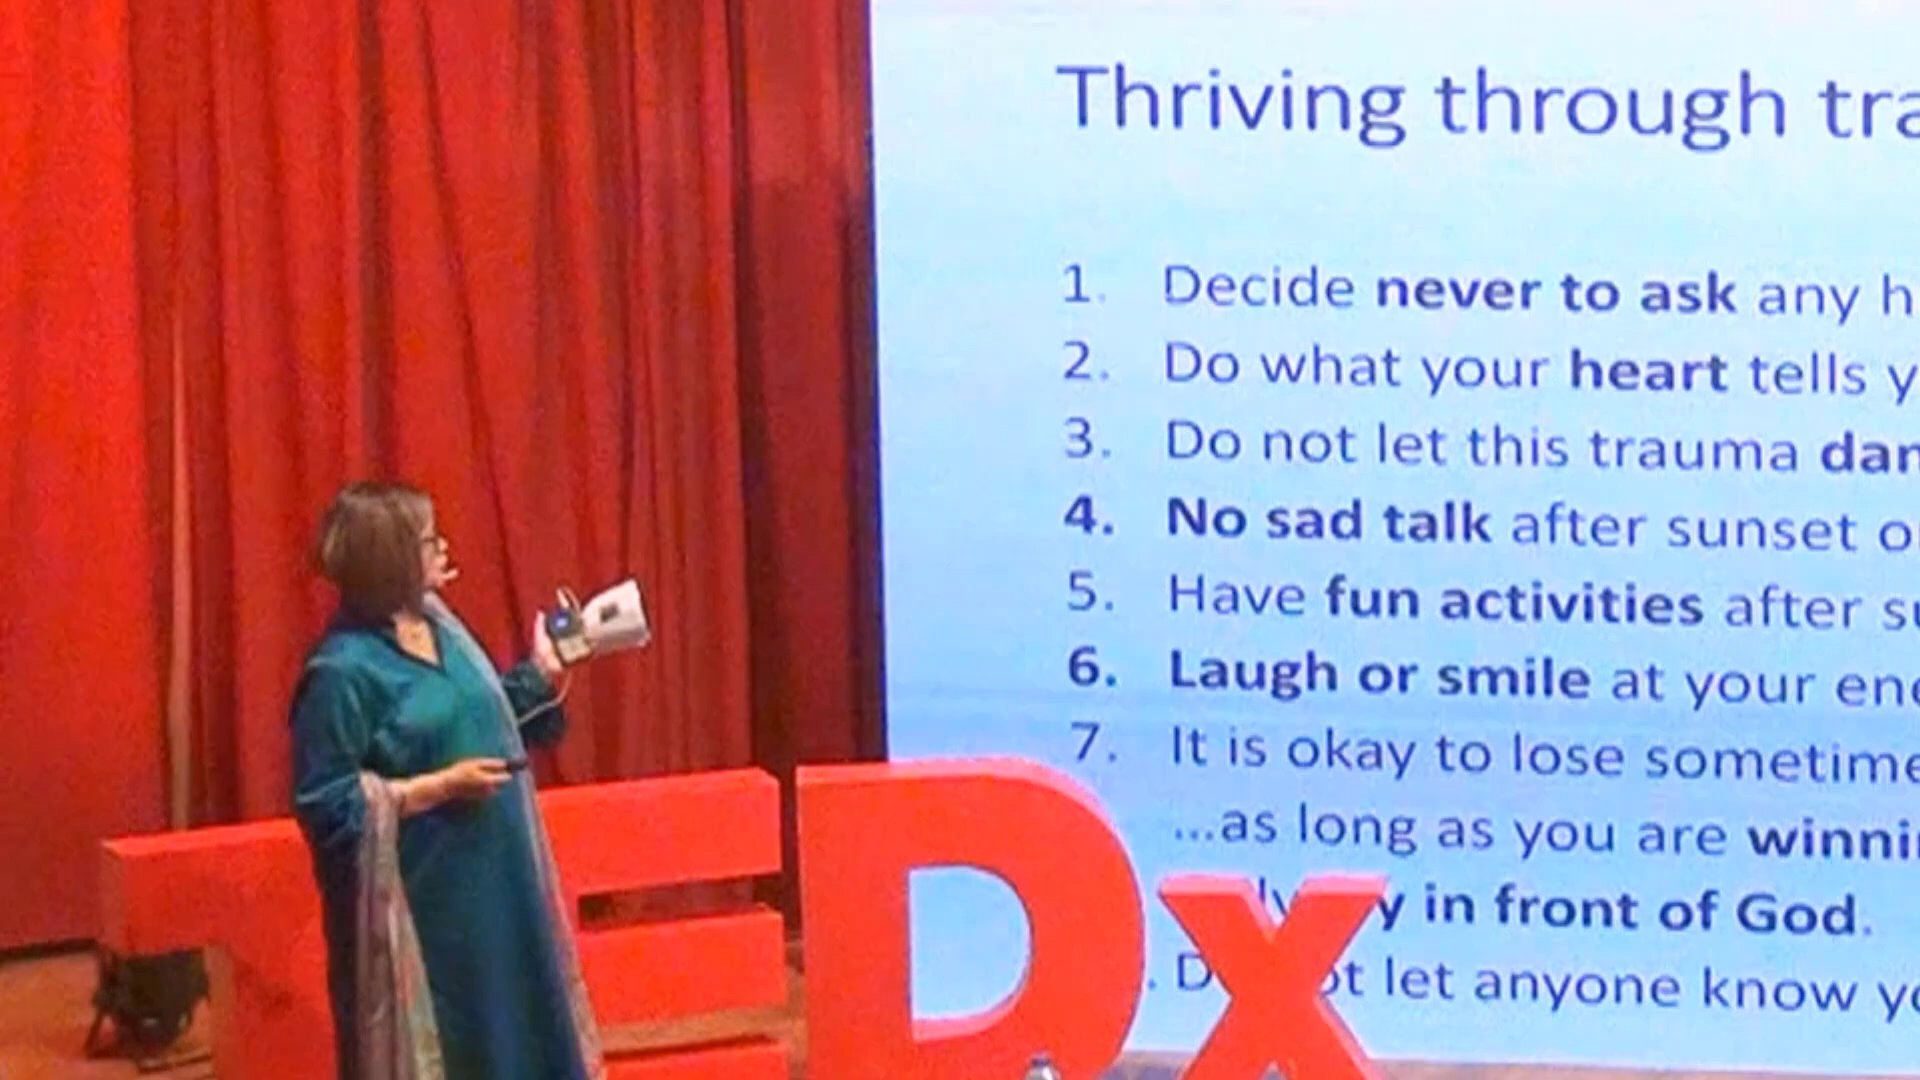 Thriving through tra
1. Decide never to ask any h
2. Do what your heart tells y
3. Do not let this trauma dam
4. No sad talk after sunset o
5. Have fun activities after su
6. Laugh or smile at your ene
7. It is okay to lose sometime
...as long as you are winni
y in front of God.
let anyone know yo
TEDx